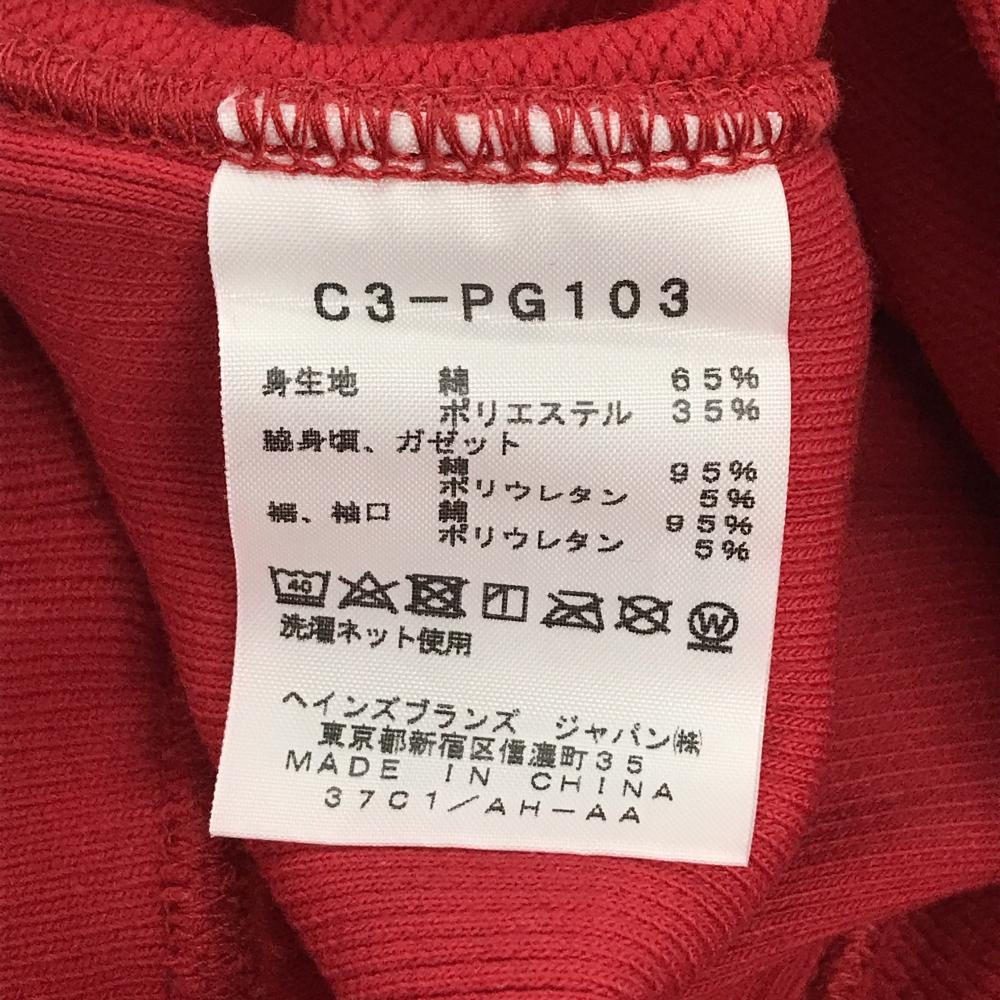 C3-PG103
身生地 綿 65%
ポリエステル 35%
脇身頃、ガゼット
綿 95%
ポリウレタン 5%
裾、袖口 綿 95%
ポリウレタン 5%
40 W
洗濯ネット使用
ヘインズブランズ ジャパン㈱
東京都新宿区信濃町35
MADE IN CHINA
37C1/AH-AA